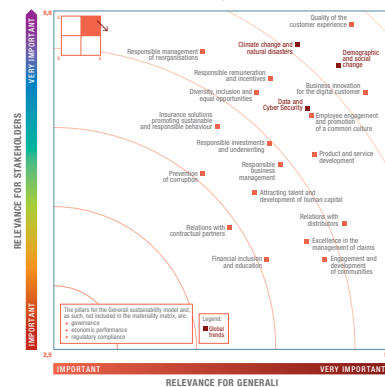 5,0
Quality of the
customer experience
Climate change and
natural disasters
Responsible management
of reorganisations
Demographic
and social
change
Responsible remuneration
and incentives
Business innovation
for the digital customer
Diversity, inclusion and
equal opportunities
Data and
Cyber Security
Employee engagement
and promotion
of a common culture
Insurance solutions
promoting sustainable
and responsible behaviour
Responsible investments
and underwriting
Product and service
development
Responsible
business
management
Prevention
of corruption
Attracting talent and
development of human capital
Relations with
distributors
Relations with
contractual partners
Excellence in the
management of claims
Financial inclusion
and education
Engagement and
development
of communities
The pillars for the Generali sustainability model and,
as such, not included in the materiality matrix, are:
governance
economic performance
regulatory compliance
Legend:
Global
trends
VERY IMPORTANT
RELEVANCE FOR STAKEHOLDERS
IMPORTANT
2,5
IMPORTANT
VERY IMPORTANT
RELEVANCE FOR GENERALI